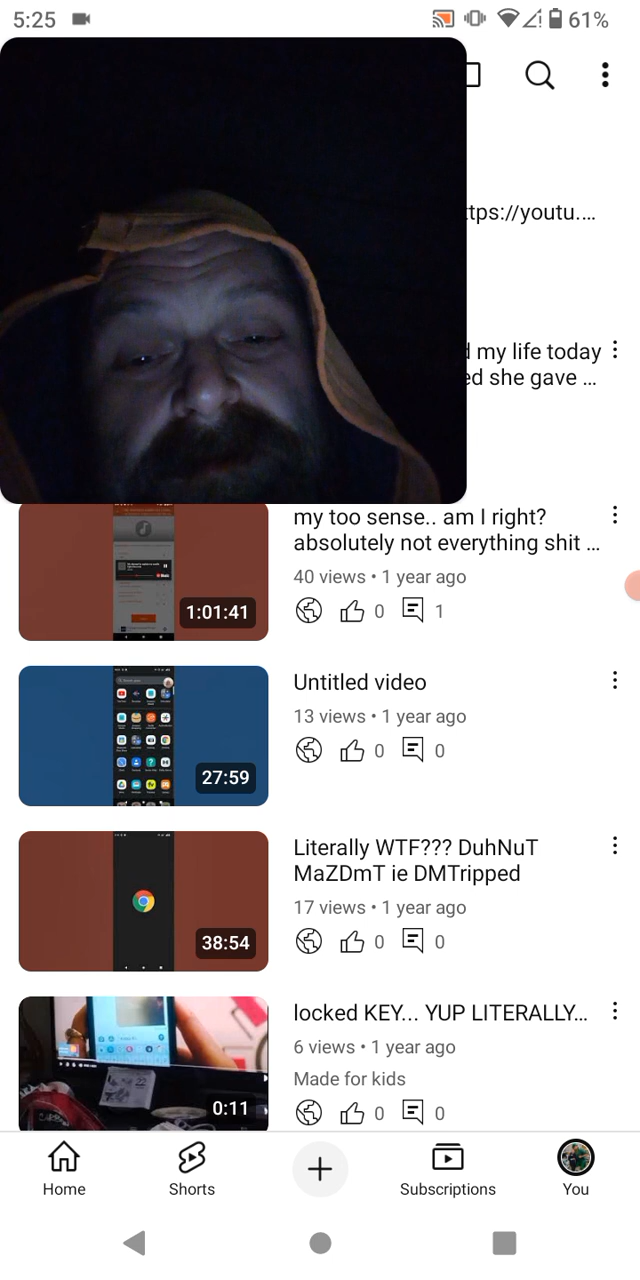 5:25
61%
ttps://youtu.…
d my life today
ed she gave …
my too sense.. am I right?
absolutely not everything shit …
40 views • 1 year ago
0
1
1:01:41
Untitled video
13 views • 1 year ago
0
0
27:59
Literally WTF??? DuhNuT
MaZDmT ie DMTripped
17 views • 1 year ago
0
0
38:54
locked KEY... YUP LITERALLY…
6 views • 1 year ago
Made for kids
0
0
0:11
Home
Shorts
Subscriptions
You